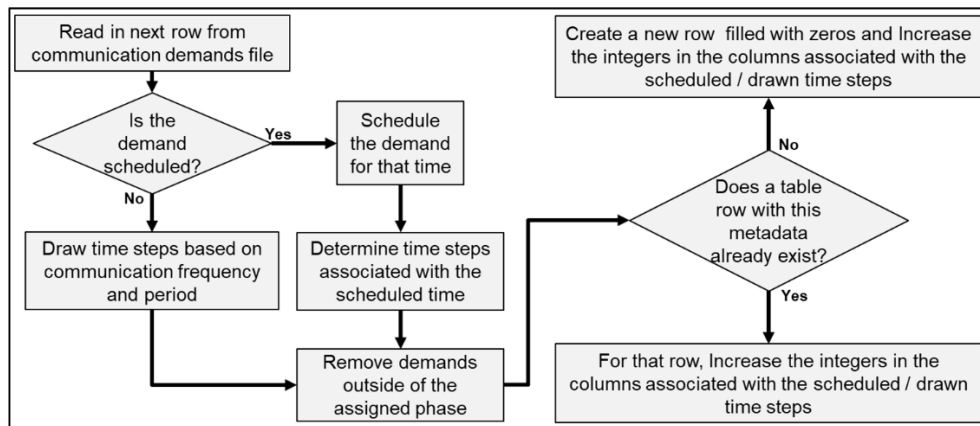 Read in next row from
communication demands file
Is the
demand
scheduled?
Yes
No
Schedule
the demand
for that time
Draw time steps based on
communication frequency
and period
Determine time steps
associated with the
scheduled time
Remove demands
outside of the
assigned phase
Create a new row filled with zeros and Increase
the integers in the columns associated with the
scheduled / drawn time steps
No
Does a table
row with this
metadata
already exist?
Yes
For that row, Increase the integers in the
columns associated with the scheduled / drawn
time steps